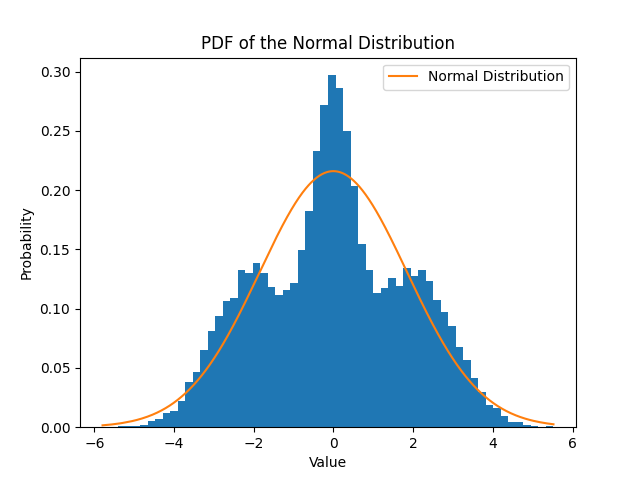 PDF of the Normal Distribution
Normal Distribution
0.30
0.25
0.20
0.15
0.10
0.05
0.00
Probability
−6 −4 −2 0 2 4 6
Value